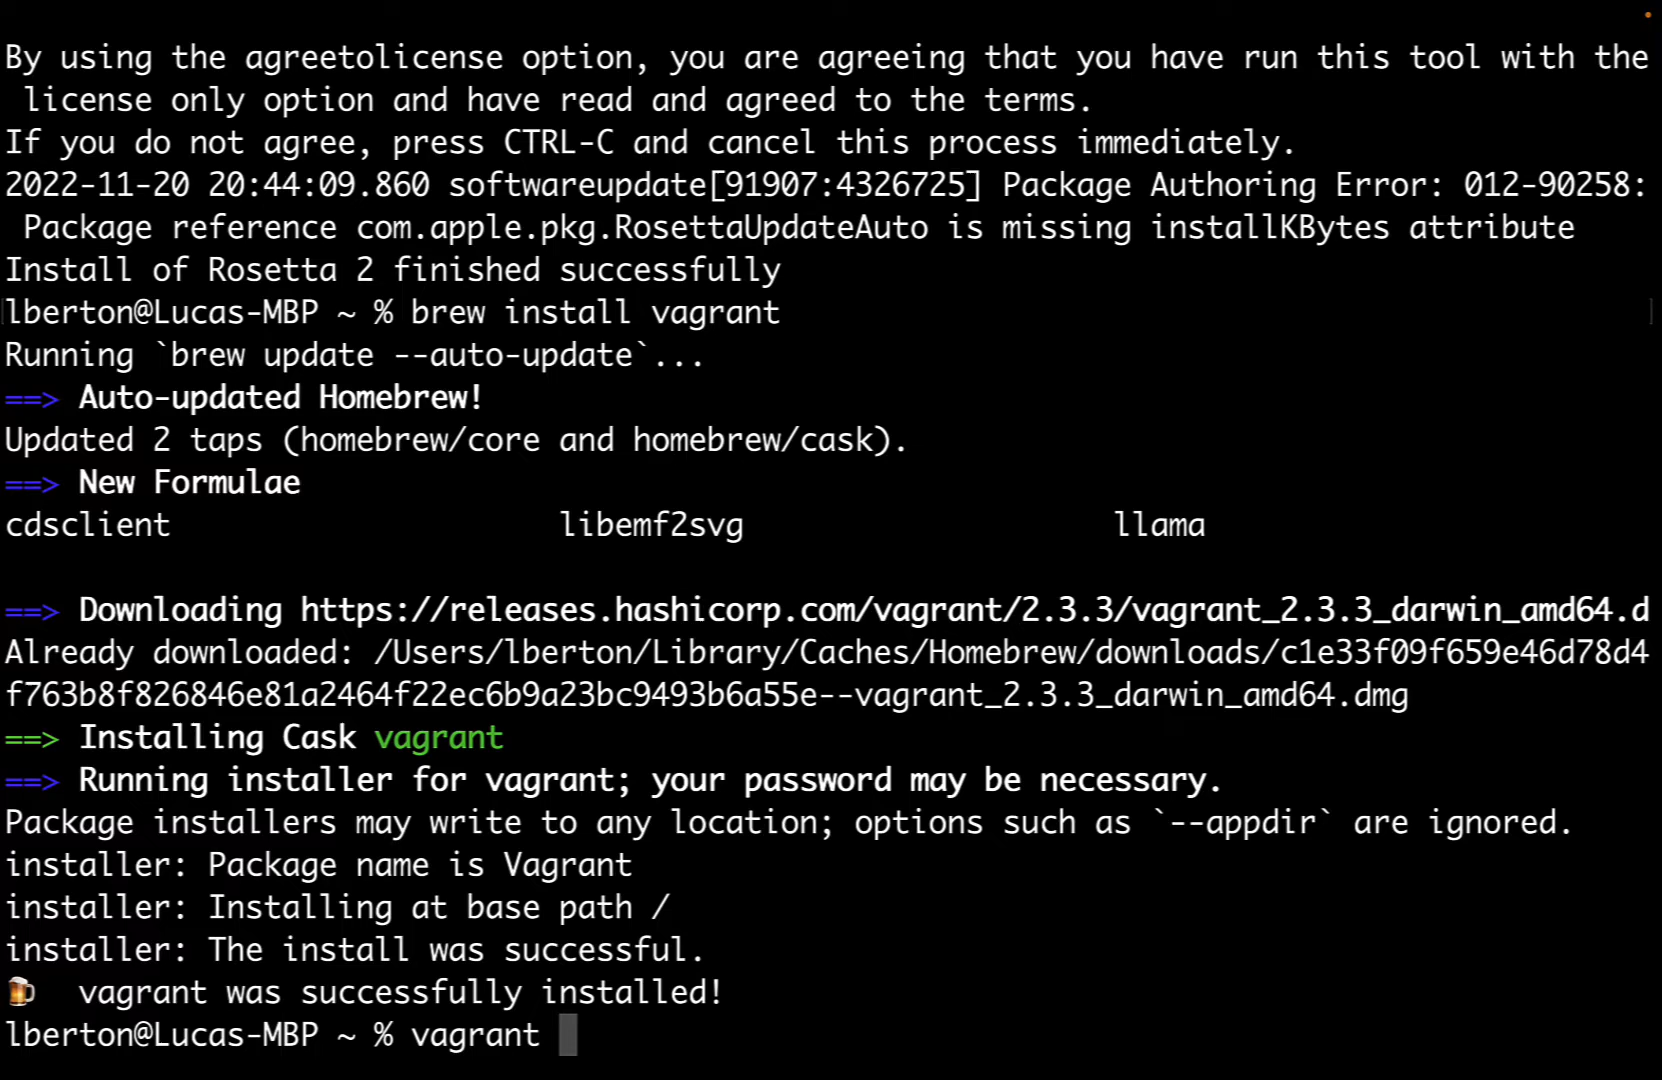 By using the agreetolicense option, you are agreeing that you have run this tool with the
license only option and have read and agreed to the terms.
If you do not agree, press CTRL-C and cancel this process immediately.
2022-11-20 20:44:09.860 softwareupdate[91907:4326725] Package Authoring Error: 012-90258:
Package reference com.apple.pkg.RosettaUpdateAuto is missing installKBytes attribute
Install of Rosetta 2 finished successfully
lberton@Lucas-MBP ~ % brew install vagrant
Running `brew update --auto-update`...
==> Auto-updated Homebrew!
Updated 2 taps (homebrew/core and homebrew/cask).
==> New Formulae
cdsclient libemf2svg llama
==> Downloading https://releases.hashicorp.com/vagrant/2.3.3/vagrant_2.3.3_darwin_amd64.d
Already downloaded: /Users/lberton/Library/Caches/Homebrew/downloads/c1e33f09f659e46d78d4
f763b8f826846e81a2464f22ec6b9a23bc9493b6a55e--vagrant_2.3.3_darwin_amd64.dmg
==> Installing Cask vagrant
==> Running installer for vagrant; your password may be necessary.
Package installers may write to any location; options such as `--appdir` are ignored.
installer: Package name is Vagrant
installer: Installing at base path /
installer: The install was successful.
🍺 vagrant was successfully installed!
lberton@Lucas-MBP ~ % vagrant